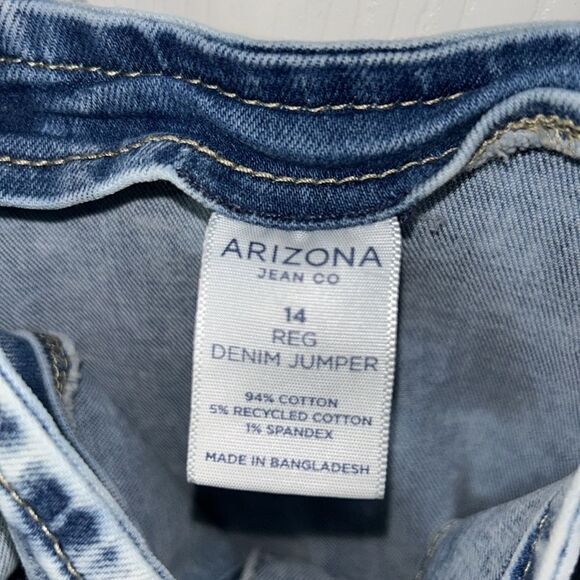 ARIZONA
JEAN CO
14
REG
DENIM JUMPER
94% COTTON
5% RECYCLED COTTON
1% SPANDEX
MADE IN BANGLADESH